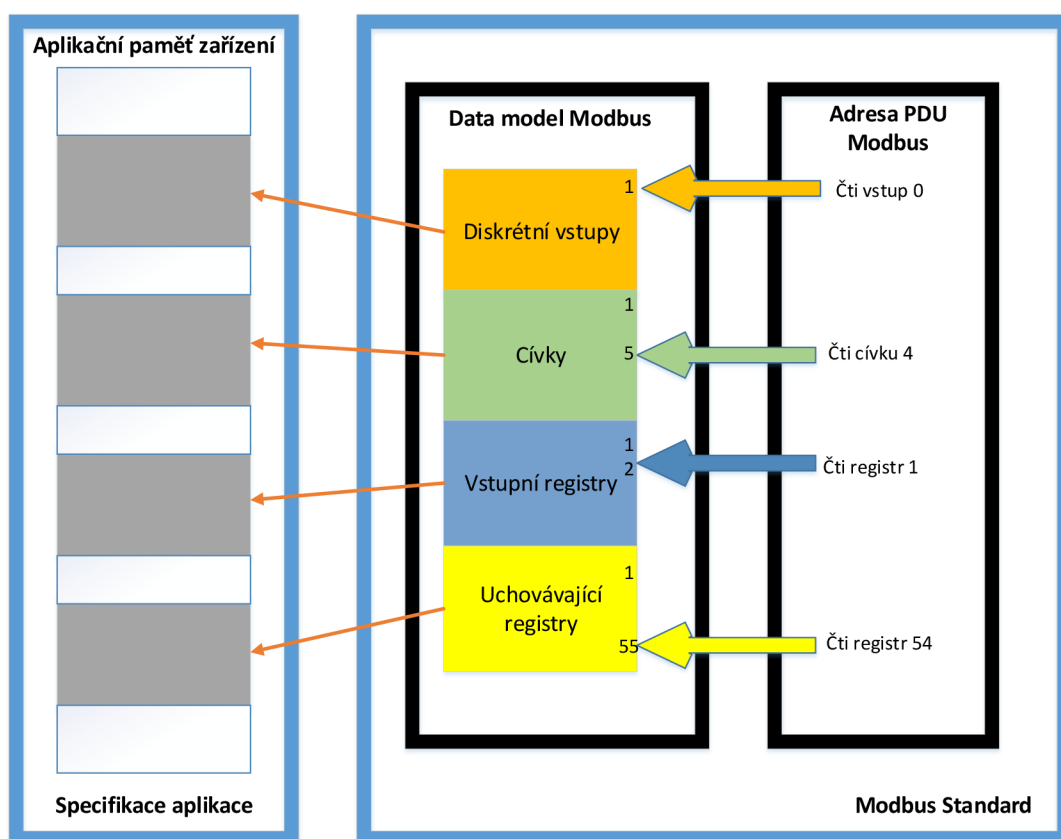 Aplikační paměť zařízení
Specifikace aplikace
Data model Modbus
1
Diskrétní vstupy
1
5
Cívky
1
2
Vstupní registry
1
Uchovávající
registry
55
Adresa PDU
Modbus
Čti vstup 0
Čti cívku 4
Čti registr 1
Čti registr 54
Modbus Standard